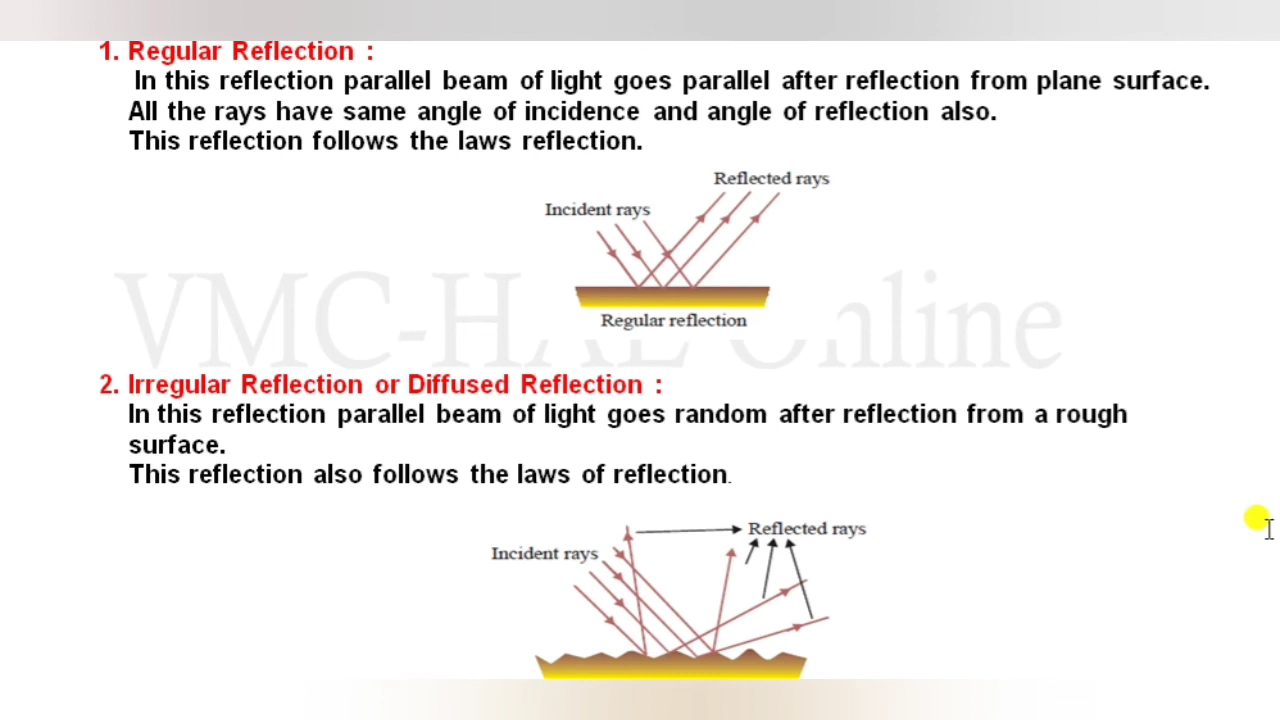 1. Regular Reflection :
In this reflection parallel beam of light goes parallel after reflection from plane surface.
All the rays have same angle of incidence and angle of reflection also.
This reflection follows the laws reflection.
Reflected rays
Incident rays
VMC-HAL Online
Regular reflection
2. Irregular Reflection or Diffused Reflection :
In this reflection parallel beam of light goes random after reflection from a rough
surface.
This reflection also follows the laws of reflection.
Reflected rays
Incident rays